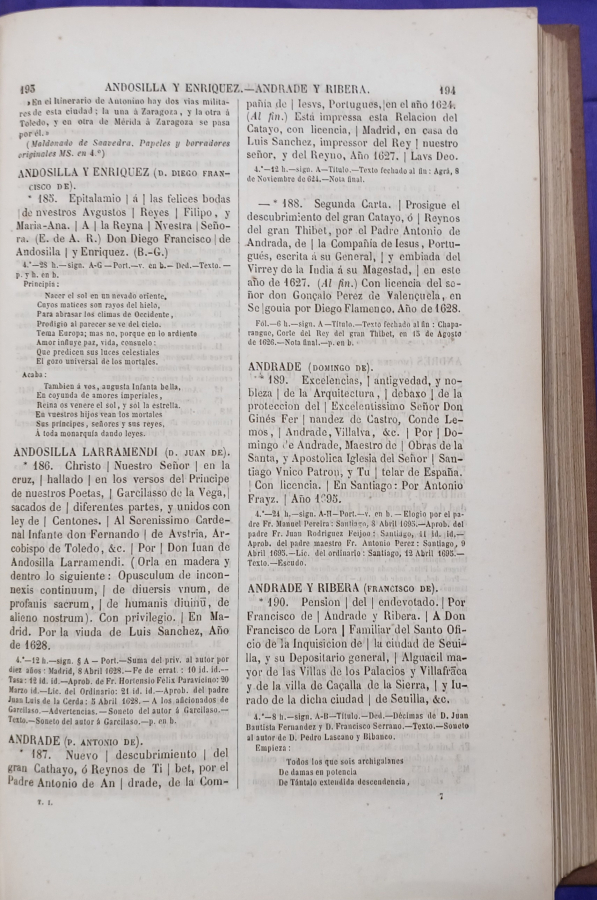 193 ANDOSILLA Y ENRIQUEZ.—ANDRADE Y RIBERA. 194
»En el Itinerario de Antonino hay dos vias milita-
res de esta ciudad; la una á Zaragoza, y la otra á
Toledo, y en otra de Mérida á Zaragoza se pasa
por él.»
(Maldonado de Saavedra. Papeles y borradores
originales MS. en 4.º)
ANDOSILLA Y ENRIQUEZ (D. DIEGO FRAN-
CISCO DE).
* 185. Epitalamio | á | las felices bodas
| de nvestros Avgustos | Reyes | Filipo, y
Maria-Ana. | A | la Reyna | Nvestra | Seño-
ra. (E. de A. R.) Don Diego Francisco | de
Andosilla | y Enriquez. (B.-G.)
4.º—28 h.—sign. A-G—Port.—v. en b.—Ded.—Texto.—
p. y h. en b.
Principia:
Nacer el sol en un nevado oriente,
Cuyos matices son rayos del hielo,
Para abrasar los climas de Occidente,
Prodigio al parecer se ve del cielo.
Tema Europa; mas no, porque en lo ardiente
Amor influye paz, vida, consuelo:
Que predicen sus luces celestiales
El gozo universal de los mortales.
Acaba:
Tambien á vos, augusta Infanta bella,
En coyunda de amores imperiales,
Reina os venere el sol, y sol la estrella.
En vuestros hijos vean los mortales
Sus príncipes, señores y sus reyes,
Á toda monarquía dando leyes.
ANDOSILLA LARRAMENDI (D. JUAN DE).
* 186. Christo | Nuestro Señor | en la
cruz, | hallado | en los versos del Principe
de nuestros Poetas, | Garcilasso de la Vega,|
sacados de | diferentes partes, y unidos con
ley de | Centones. | Al Serenissimo Carde-
nal Infante don Fernando | de Avstria, Ar-
cobispo de Toledo, &c. | Por | Don Iuan de
Andosilla Larramendi. (Orla en madera y
dentro lo siguiente: Opusculum de incon-
nexis continuum, | de diuersis vnum, de
profanis sacrum, | de humanis diuinũ, de
alieno nostrum). Con privilegio. | En Ma-
drid. Por la viuda de Luis Sanchez, Año
de 1628.
4.º—12 h.—sign. § A—Port.—Suma del priv. al autor por
diez años: Madrid, 8 Abril 1628.—Fe de errat.: 10 id. id.—
Tasa: 12 id. id.—Aprob. de Fr. Hortensio Félix Paravicino: 20
Marzo id.—Lic. del Ordinario: 21 id. id.—Aprob. del padre
Juan Luis de la Cerda: 5 Abril 1628.—A los aficionados de
Garcilaso.—Advertencias.—Soneto del autor á Garcilaso.—
Texto.—Soneto del autor á Garcilaso.—p. en b.
ANDRADE (P. ANTONIO DE).
* 187. Nuevo | descubrimiento | del
gran Cathayo, ó Reynos de Ti | bet, por el
Padre Antonio de An | drade, de la Com-
T. I.
pañía de | Iesvs, Portugues,|en el año 1624.
(Al fin.) Está impressa esta Relacion del
Catayo, con licencia, | Madrid, en casa de
Luis Sanchez, impressor del Rey | nuestro
señor, y del Reyno, Año 1627. | Lavs Deo.
4.º—12 h.—sign. A—Título.—Texto fechado al fin: Agrá, 8
de Noviembre de 624.—Nota final.
—* 188. Segunda Carta. | Prosigue el
descubrimiento del gran Catayo, ó | Reynos
del gran Thibet, por el Padre Antonio de
Andrada, de | la Compañía de Iesus, Portu-
gués, escrita á su General, | y embiada del
Virrey de la India á su Magestad, | en este
año de 1627. (Al fin.) Con licencia del se-
ñor don Gonçalo Perez de Valençuela, en
Se|gouia por Diego Flamenco, Año de 1628.
Fól.—6 h.—sign. A—Título.—Texto fechado al fin: Chapa-
rangue, Corte del Rey del gran Thibet, en 15 de Agosto
de 1626.—Nota final.—p. en b.
ANDRADE (DOMINGO DE).
* 189. Excelencias, | antigvedad, y no-
bleza | de la Arquitectura, | debaxo | de la
proteccion del | Excelentissimo Señor Don
Ginés Fer | nandez de Castro, Conde Le-
mos, | Andrade, Villalva, &c. | Por | Do-
mingo de Andrade, Maestro de | Obras de la
Santa, y Apostolica Iglesia del Señor | San-
tiago Vnico Patron, y Tu | telar de España.
| Con licencia. | En Santiago: Por Antonio
Frayz. | Año 1695.
4.º—24 h.—sign. A-H—Port.—v. en b.—Elogio por el pa-
dre Fr. Manuel Pereira: Santiago, 8 Abril 1695.—Aprob. del
padre Fr. Juan Rodriguez Feijoo: Santiago, 11 id. id.—
Aprob. del padre maestro Fr. Antonio Perez: Santiago, 9
Abril 1695.—Lic. del ordinario: Santiago, 12 Abril 1695.—
Texto.—Escudo.
ANDRADE Y RIBERA (FRANCISCO DE).
* 190. Pension | del | endevotado. | Por
Francisco de | Andrade y Ribera. | A Don
Francisco de Lora | Familiar del Santo Ofi-
cio de la Inquisicion de | la ciudad de Seui-
lla, y su Depositario general, | Alguacil ma-
yor de las Villas de los Palacios y Villafrãca
y de la villa de Caçalla de la Sierra, | y Iu-
rado de la dicha ciudad | de Seuilla, &c.
4.º—8 h.—sign. A-B—Título.—Ded.—Décimas de D. Juan
Bautista Fernandez y D. Francisco Serrano.—Texto.—Soneto
al autor de D. Pedro Lascano y Ribanco.
Empieza:
Todos los que sois archigalanes
De damas en potencia
De Tántalo extendida descendencia,
7